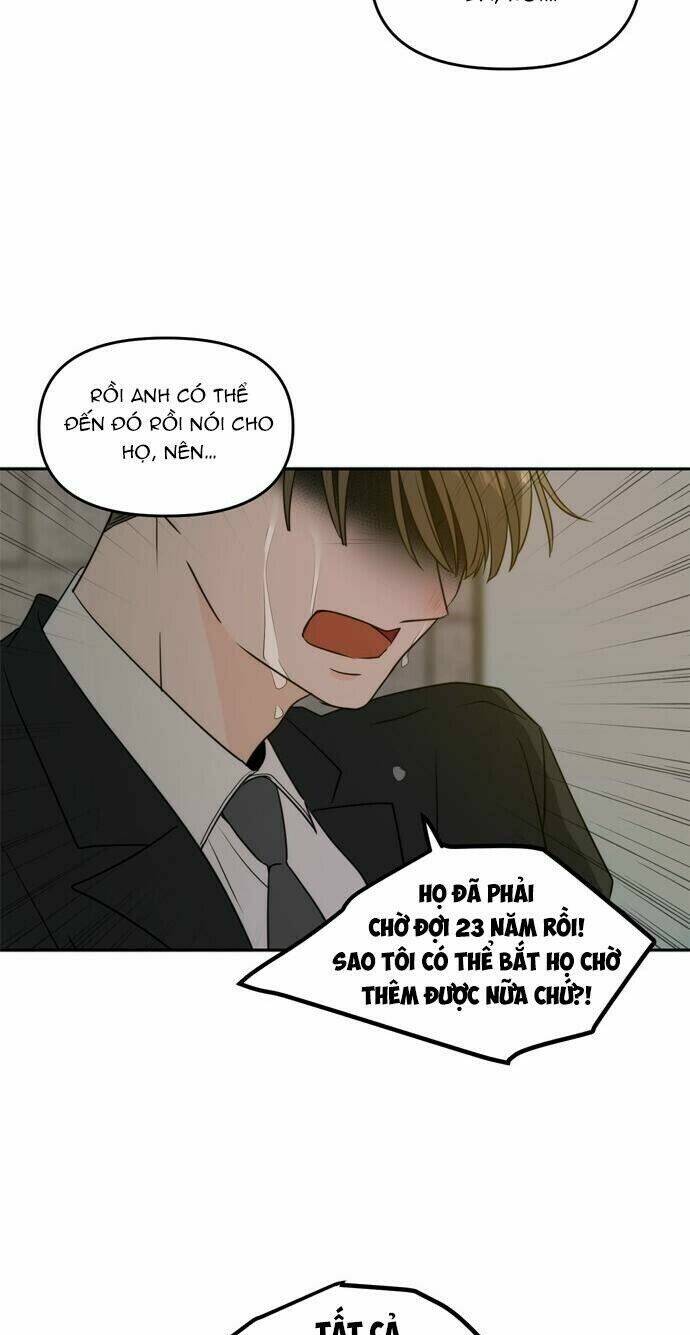 RỒI ANH CÓ THỂ
ĐẾN ĐÓ RỒI NÓI CHO
HỌ, NÊN...
HỌ ĐÃ PHẢI
CHỜ ĐỢI 23 NĂM RỒI!
SAO TÔI CÓ THỂ BẮT HỌ CHỜ
THÊM ĐƯỢC NỮA CHỨ?!
TẤT CẢ